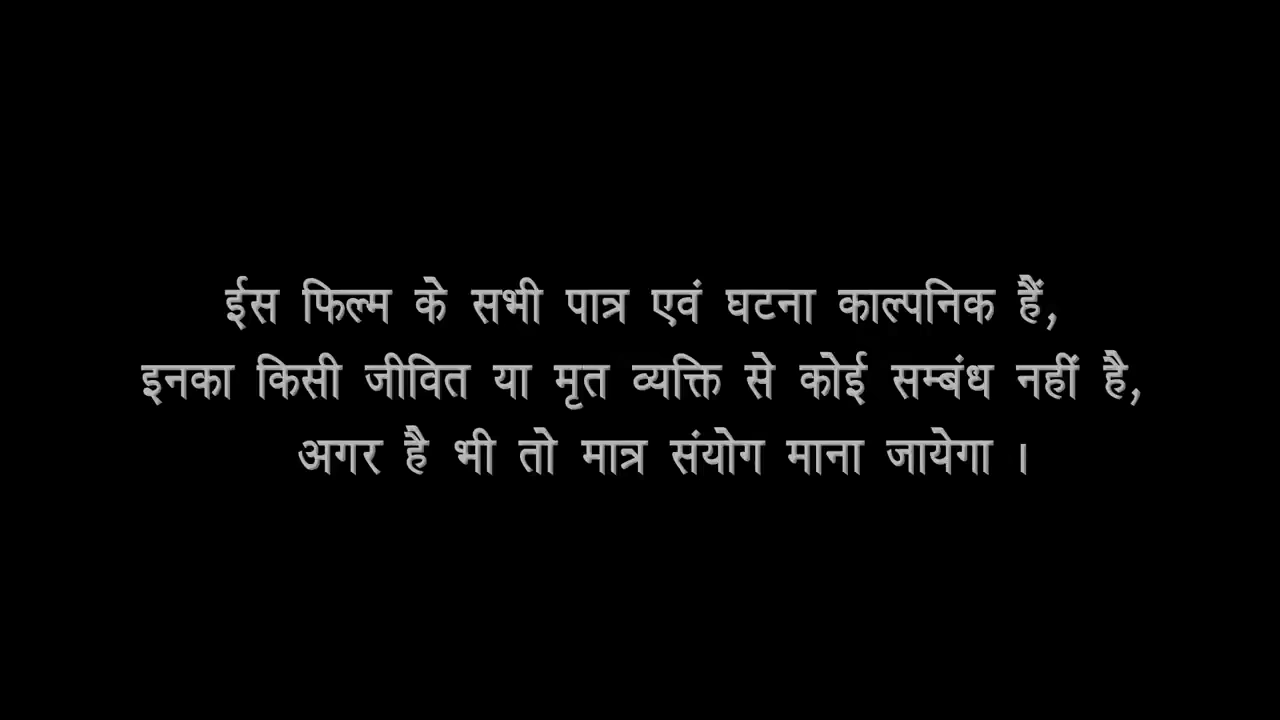 ईस फिल्म के सभी पात्र एवं घटना काल्पनिक हैं,
इनका किसी जीवित या मृत व्यक्ति से कोई सम्बंध नहीं है,
अगर है भी तो मात्र संयोग माना जायेगा ।